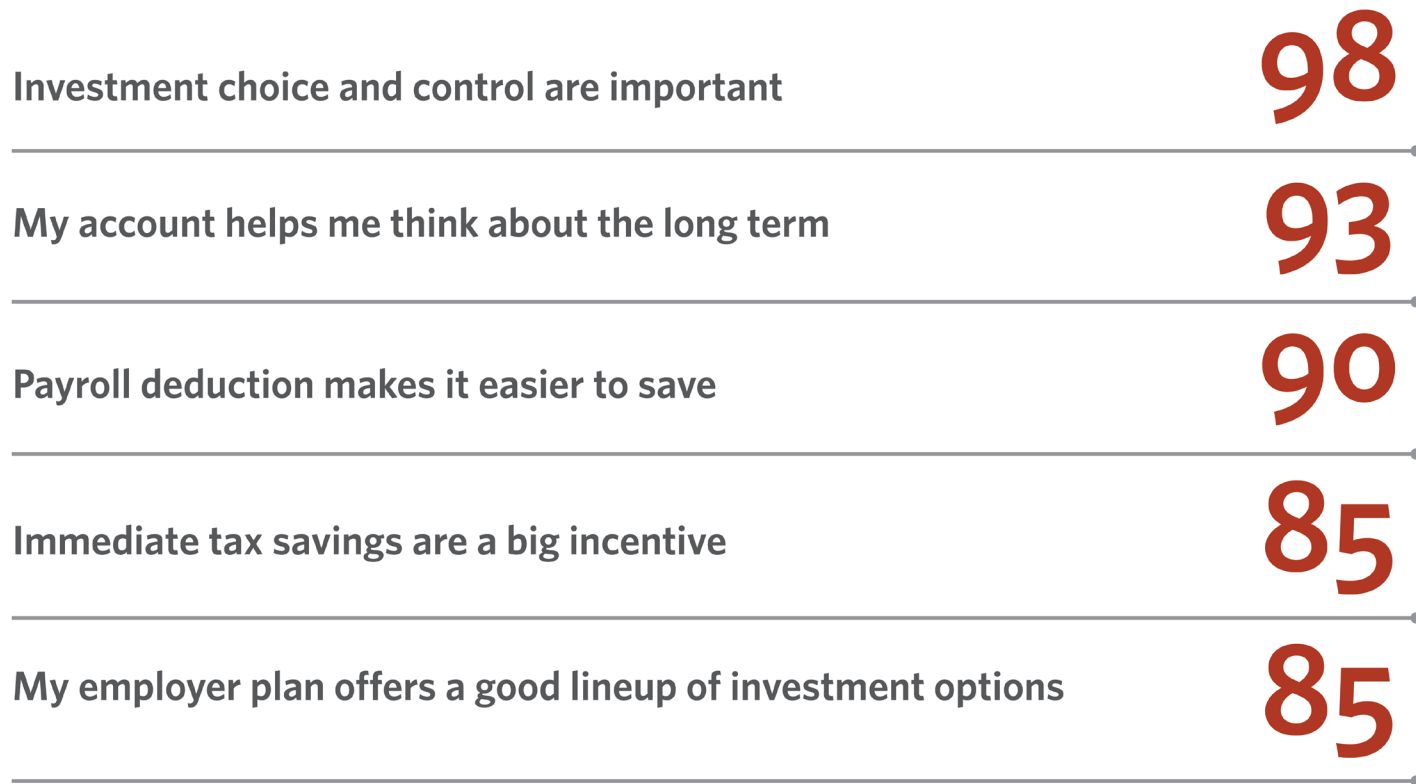 Investment choice and control are important 98
My account helps me think about the long term 93
Payroll deduction makes it easier to save 90
Immediate tax savings are a big incentive 85
My employer plan offers a good lineup of investment options 85